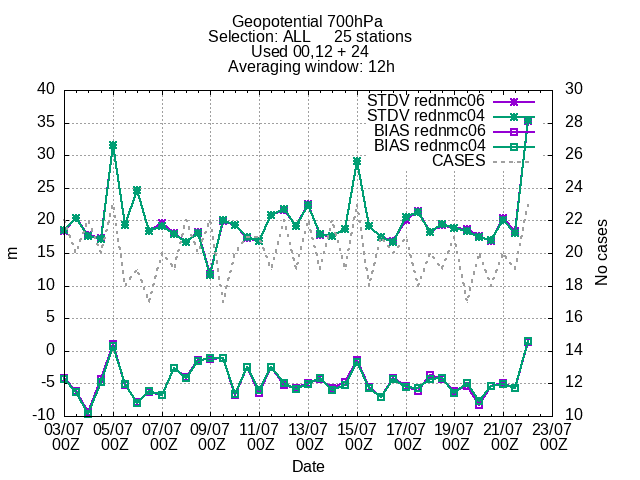 Geopotential 700hPa
Selection: ALL 25 stations
Used 00,12 + 24
Averaging window: 12h
40 30
35 28
30 26
25 24
20 22
15 20
10 18
5 16
0 14
-5 12
-10 10
STDV rednmc06
STDV rednmc04
BIAS rednmc06
BIAS rednmc04
CASES
m
No cases
03/07 05/07 07/07 09/07 11/07 13/07 15/07 17/07 19/07 21/07 23/07
00Z 00Z 00Z 00Z 00Z 00Z 00Z 00Z 00Z 00Z 00Z
Date